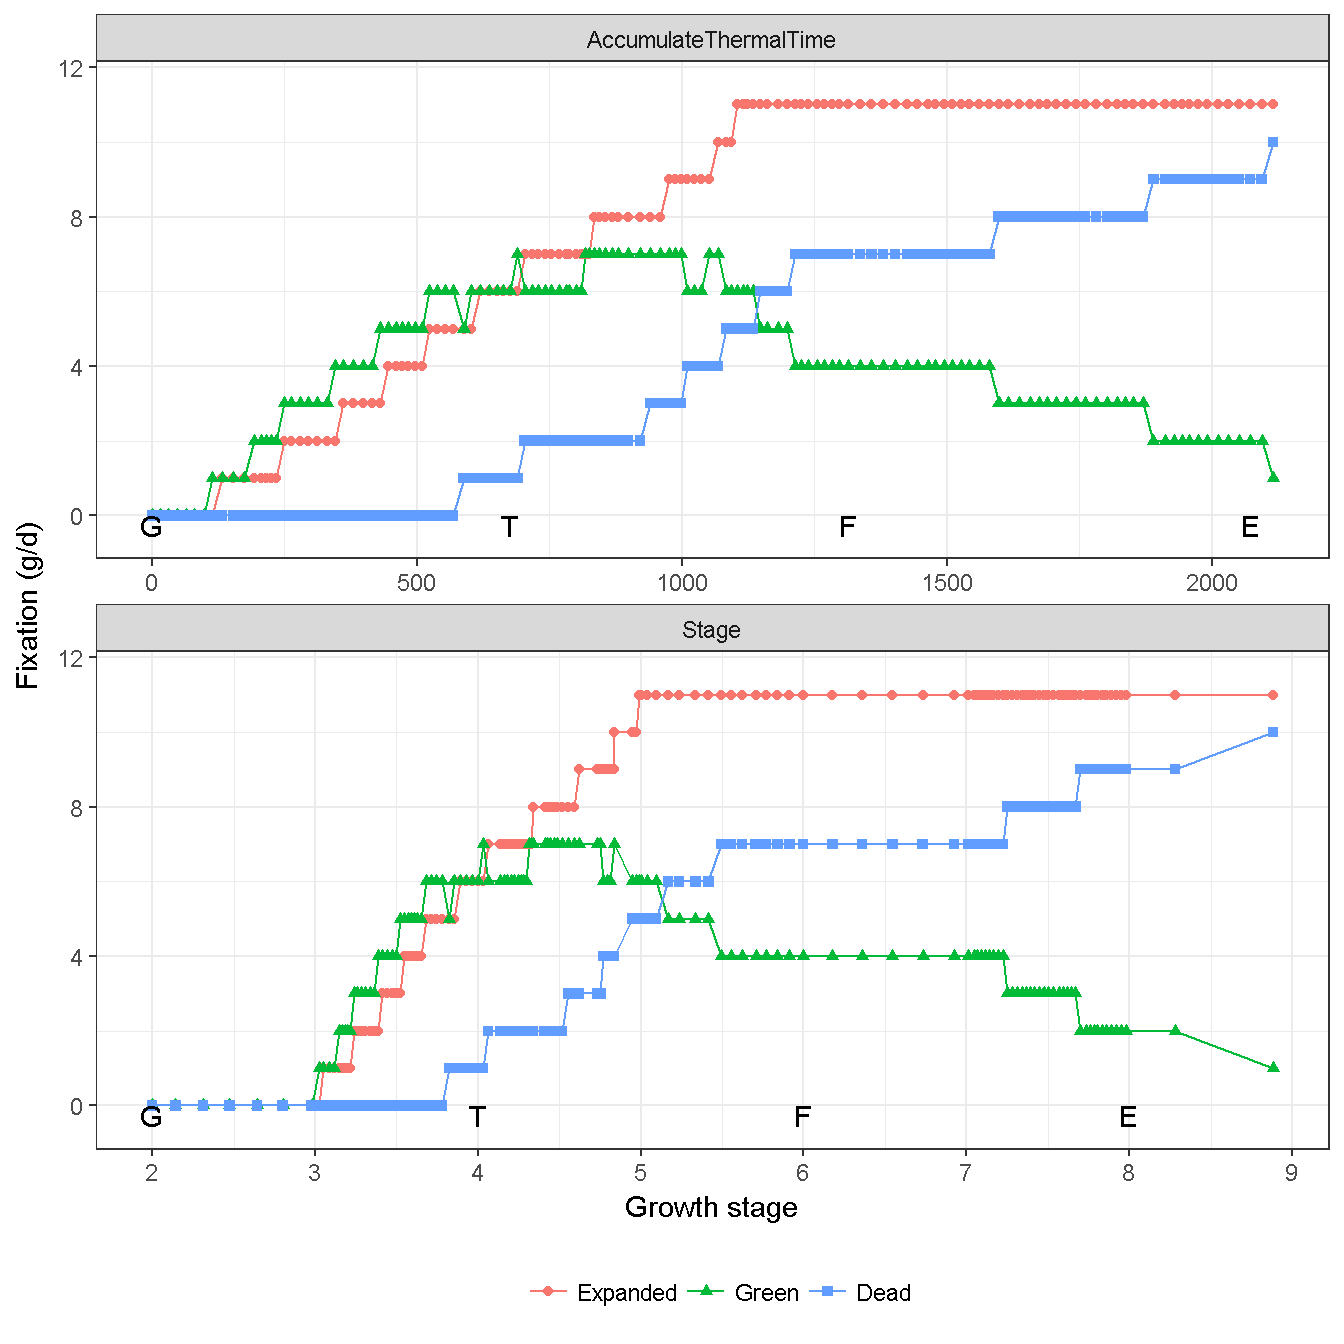 AccumulateThermalTime
12
8
4
0
G T F E
0 500 1000 1500 2000
Fixation (g/d)
Stage
12
8
4
0
G T F E
2 3 4 5 6 7 8 9
Growth stage
Expanded Green Dead